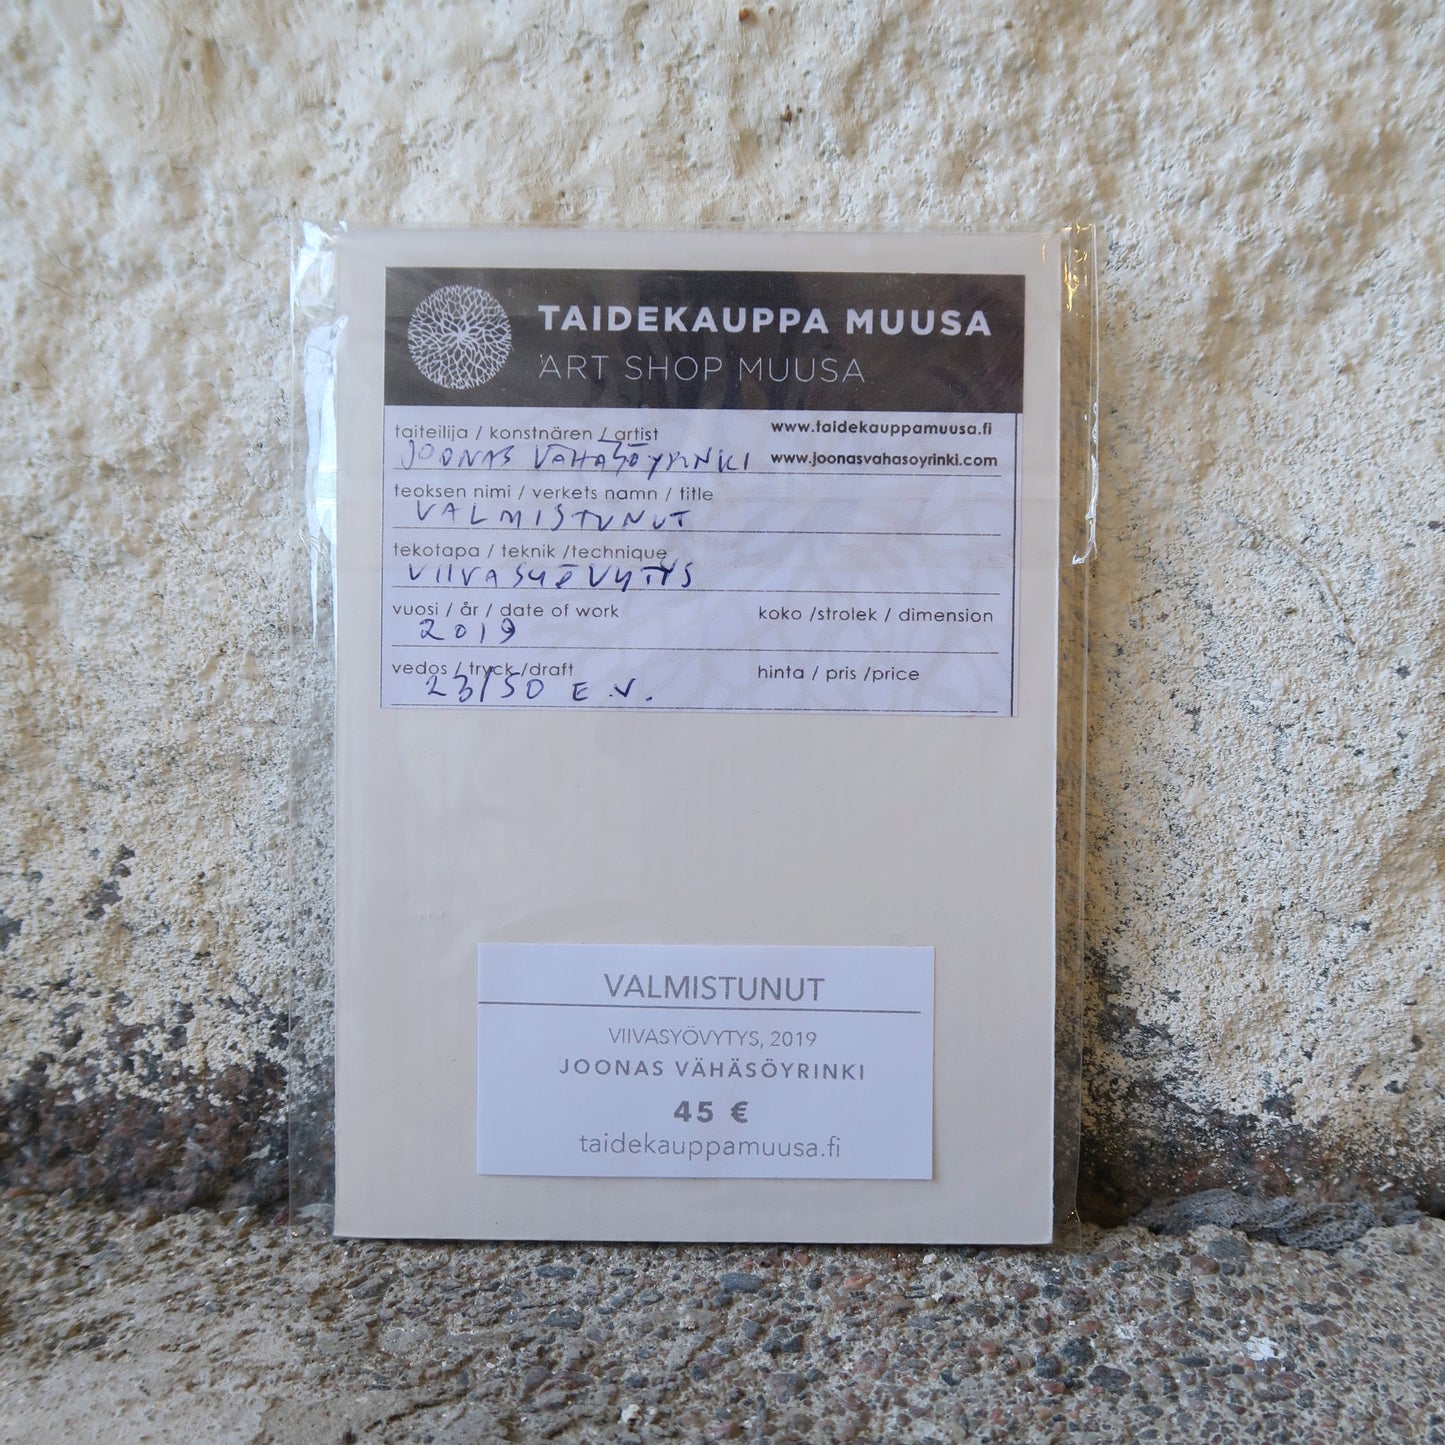 TAIDEKAUPPA MUUSA
ART SHOP MUUSA
taiteilija / konstnären / artist
www.taidekauppamuusa.fi
JOONAS VÄHÄSÖYRINKI
www.joonasvahasoyrinki.com
teoksen nimi / verkets namn / title
VALMISTUNUT
tekotapa / teknik /technique
VIIVASYÖVYTYS
vuosi / år / date of work
koko /strolek / dimension
2019
vedos / tryck /draft
hinta / pris /price
23/50 E.V.
VALMISTUNUT
VIIVASYÖVYTYS, 2019
JOONAS VÄHÄSÖYRINKI
45 €
taidekauppamuusa.fi